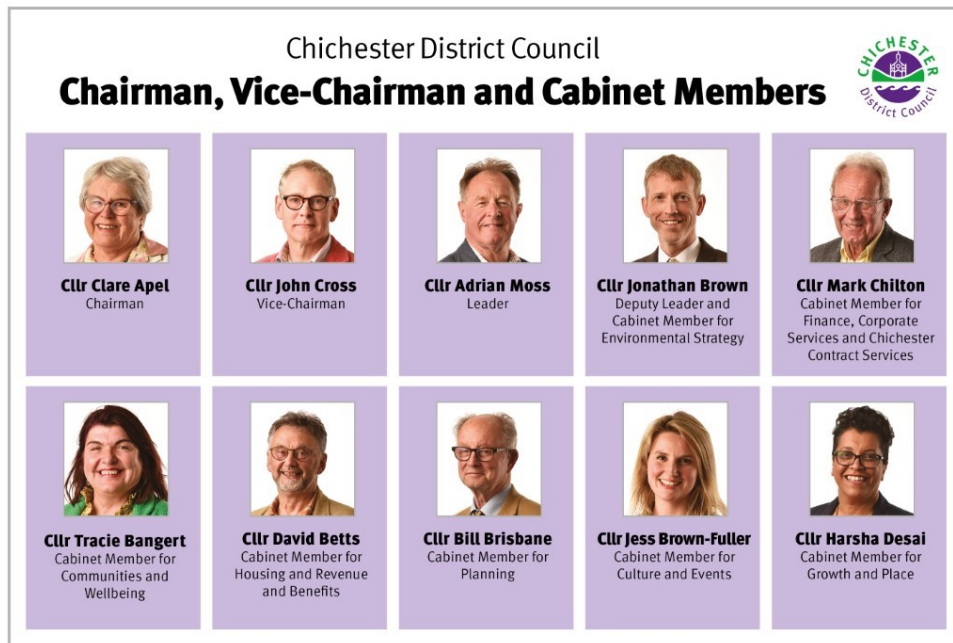 Chichester District Council
Chairman, Vice-Chairman and Cabinet Members
CHICHESTER
District Council
Cllr Clare Apel
Chairman
Cllr John Cross
Vice-Chairman
Cllr Adrian Moss
Leader
Cllr Jonathan Brown
Deputy Leader and
Cabinet Member for
Environmental Strategy
Cllr Mark Chilton
Cabinet Member for
Finance, Corporate
Services and Chichester
Contract Services
Cllr Tracie Bangert
Cabinet Member for
Communities and
Wellbeing
Cllr David Betts
Cabinet Member for
Housing and Revenue
and Benefits
Cllr Bill Brisbane
Cabinet Member for
Planning
Cllr Jess Brown-Fuller
Cabinet Member for
Culture and Events
Cllr Harsha Desai
Cabinet Member for
Growth and Place